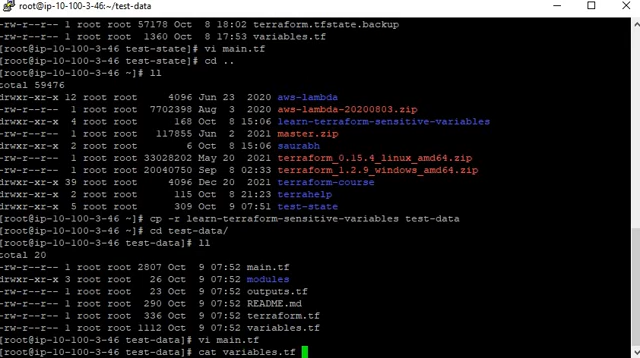 root@ip-10-100-3-46:~/test-data
-rw-r--r-- 1 root root 57178 Oct  8 18:02 terraform.tfstate.backup
-rw-r--r-- 1 root root  1360 Oct  8 17:53 variables.tf
[root@ip-10-100-3-46 test-state]# vi main.tf
[root@ip-10-100-3-46 test-state]# cd ..
[root@ip-10-100-3-46 ~]# ll
total 59476
drwxr-xr-x 12 root root     4096 Jun 23  2020 aws-lambda
-rw-r--r--  1 root root  7702398 Aug  3  2020 aws-lambda-20200803.zip
drwxr-xr-x  4 root root      168 Oct  8 15:06 learn-terraform-sensitive-variables
-rw-r--r--  1 root root   117855 Jun  2  2021 master.zip
drwxr-xr-x  2 root root        6 Oct  8 15:06 saurabh
-rw-r--r--  1 root root 33028202 May 20  2021 terraform_0.15.4_linux_amd64.zip
-rw-r--r--  1 root root 20040750 Sep  8 02:33 terraform_1.2.9_windows_amd64.zip
drwxr-xr-x 39 root root     4096 Dec 20  2021 terraform-course
drwxr-xr-x  2 root root      115 Oct  8 21:23 terrahelp
drwxr-xr-x  5 root root      309 Oct  9 07:51 test-state
[root@ip-10-100-3-46 ~]# cp -r learn-terraform-sensitive-variables test-data
[root@ip-10-100-3-46 ~]# cd test-data/
[root@ip-10-100-3-46 test-data]# ll
total 20
-rw-r--r-- 1 root root 2807 Oct  9 07:52 main.tf
drwxr-xr-x 3 root root   26 Oct  9 07:52 modules
-rw-r--r-- 1 root root   23 Oct  9 07:52 outputs.tf
-rw-r--r-- 1 root root  290 Oct  9 07:52 README.md
-rw-r--r-- 1 root root  336 Oct  9 07:52 terraform.tf
-rw-r--r-- 1 root root 1112 Oct  9 07:52 variables.tf
[root@ip-10-100-3-46 test-data]# vi main.tf
[root@ip-10-100-3-46 test-data]# cat variables.tf